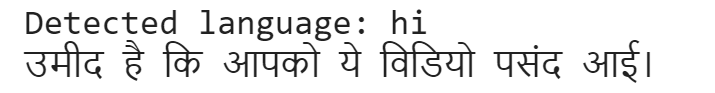 Detected language: hi
उमीद है कि आपको ये विडियो पसंद आई।